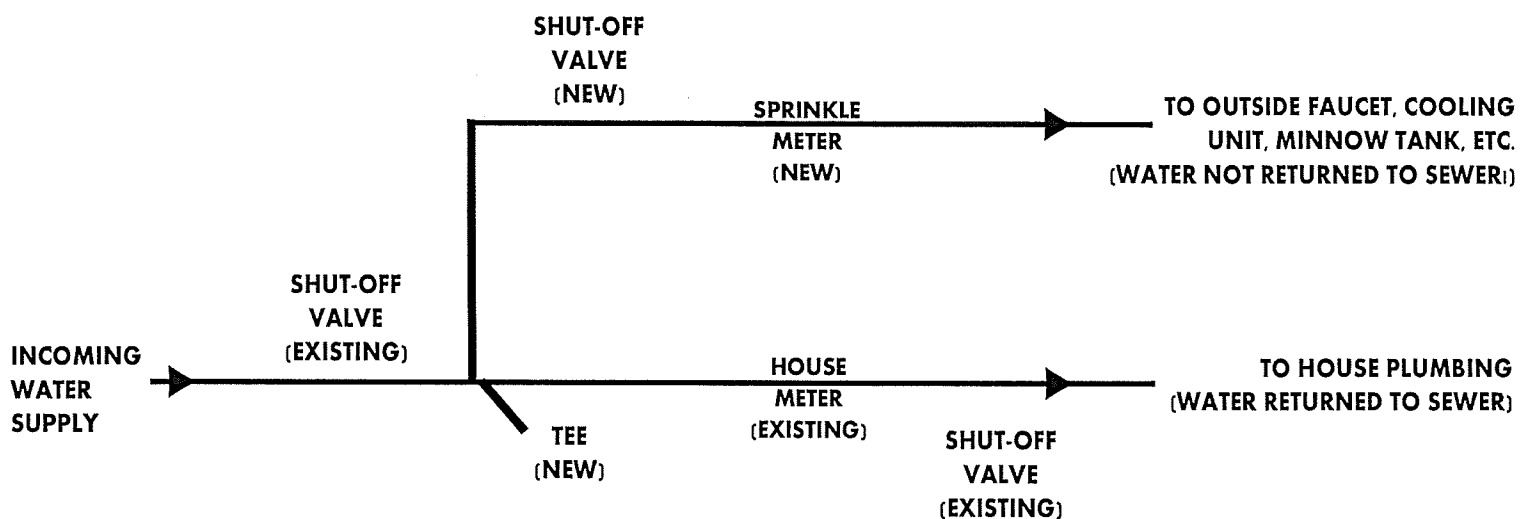 SHUT-OFF
VALVE
(NEW)
SPRINKLE
METER
(NEW)
TO OUTSIDE FAUCET, COOLING
UNIT, MINNOW TANK, ETC.
(WATER NOT RETURNED TO SEWER)
SHUT-OFF
VALVE
(EXISTING)
INCOMING
WATER
SUPPLY
HOUSE
METER
(EXISTING)
TO HOUSE PLUMBING
(WATER RETURNED TO SEWER)
TEE
(NEW)
SHUT-OFF
VALVE
(EXISTING)